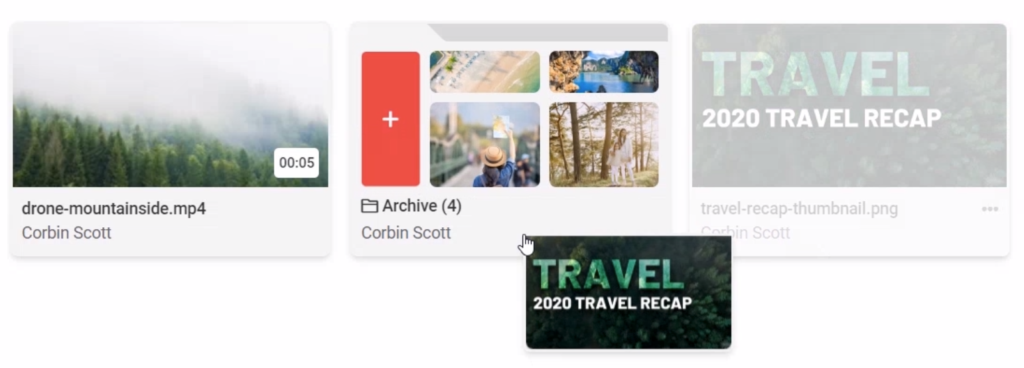 00:05
drone-mountainside.mp4
Corbin Scott
+
Archive (4)
Corbin Scott
TRAVEL
2020 TRAVEL RECAP
travel-recap-thumbnail.png
Corbin Scott
TRAVEL
2020 TRAVEL RECAP